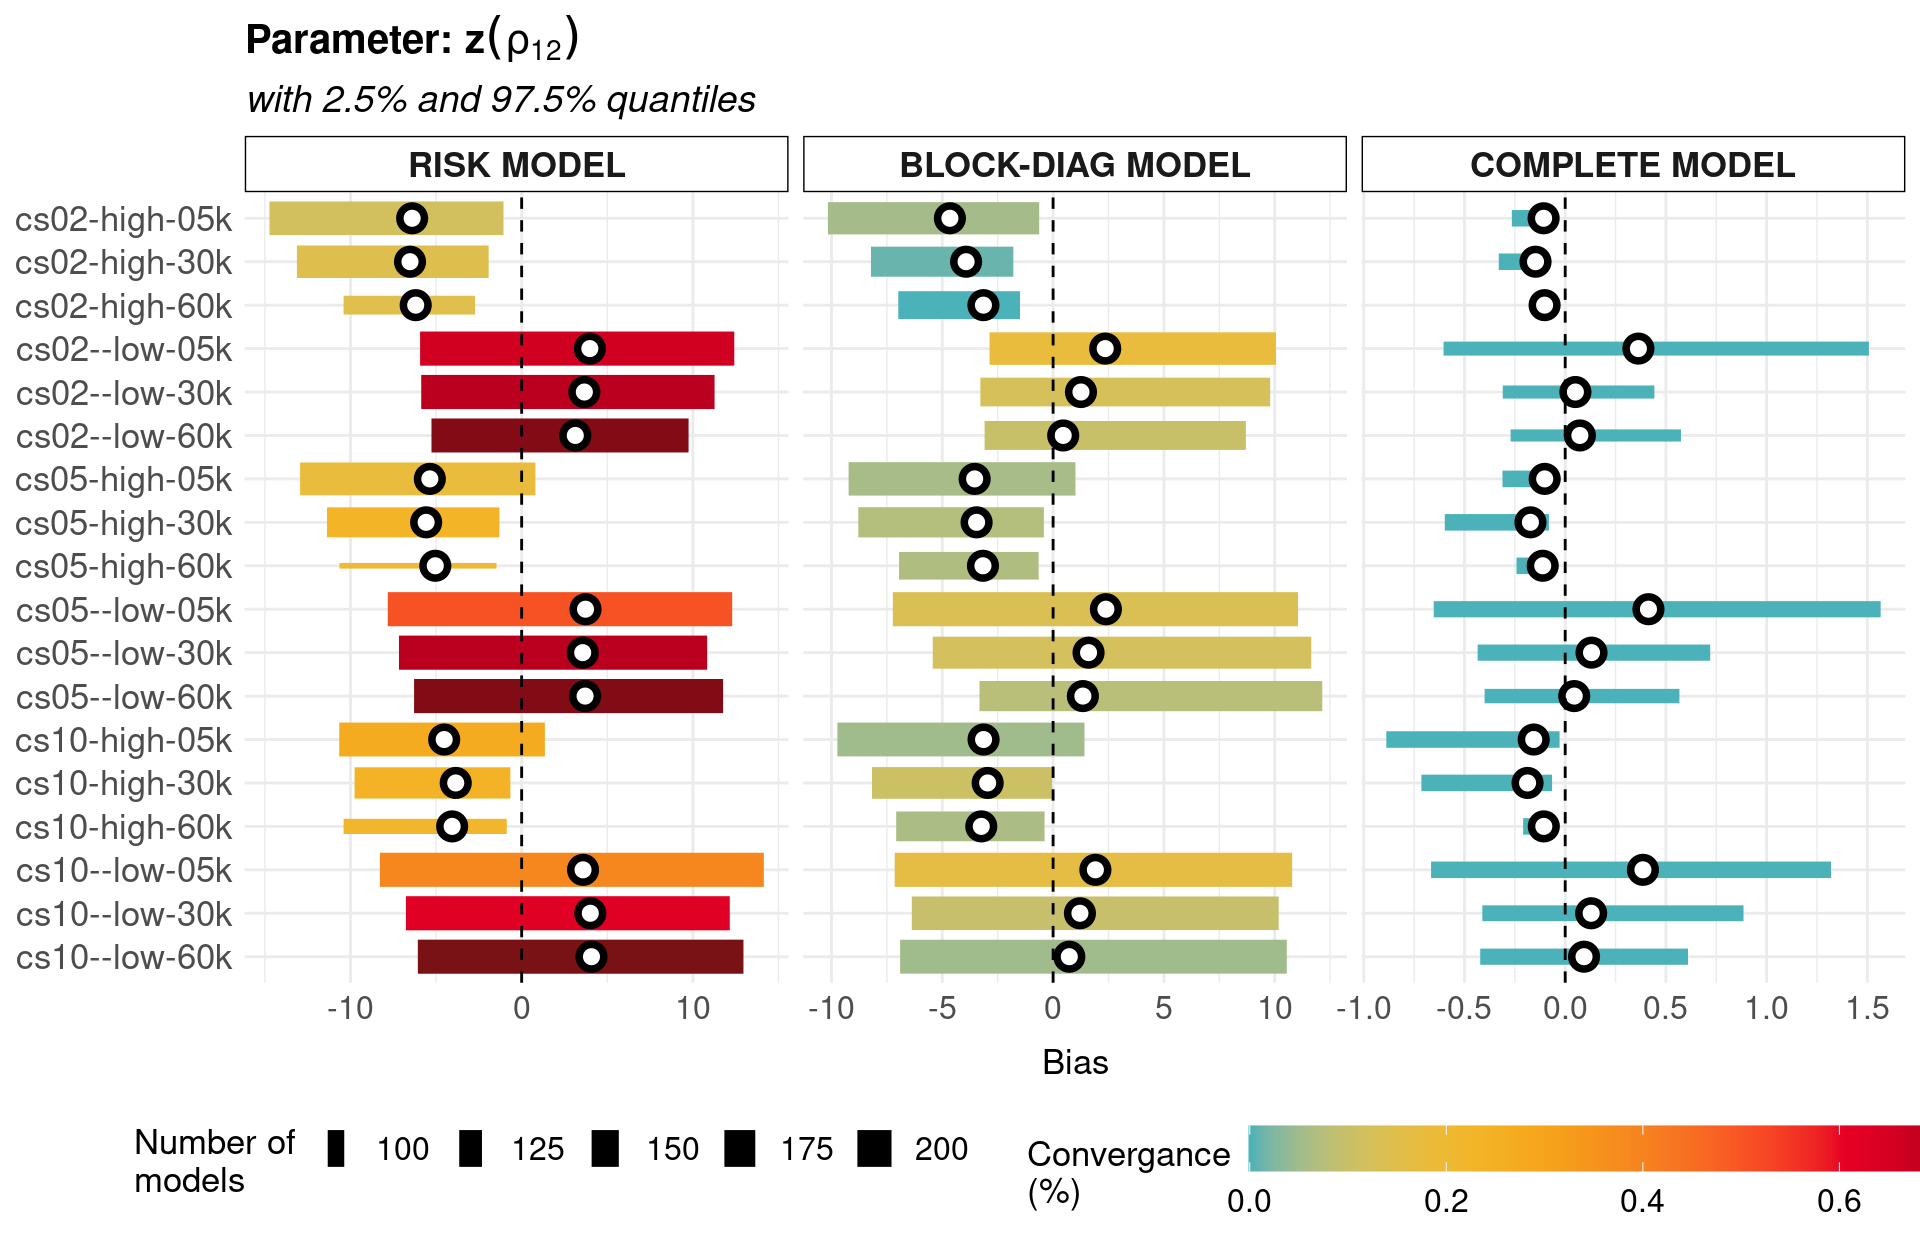 Parameter: z(ρ12)
with 2.5% and 97.5% quantiles
RISK MODEL
BLOCK-DIAG MODEL
COMPLETE MODEL
cs02-high-05k
cs02-high-30k
cs02-high-60k
cs02--low-05k
cs02--low-30k
cs02--low-60k
cs05-high-05k
cs05-high-30k
cs05-high-60k
cs05--low-05k
cs05--low-30k
cs05--low-60k
cs10-high-05k
cs10-high-30k
cs10-high-60k
cs10--low-05k
cs10--low-30k
cs10--low-60k
-10 0 10
-10 -5 0 5 10
-1.0 -0.5 0.0 0.5 1.0 1.5
Bias
Number of
models
100 125 150 175 200
Convergance
(%)
0.0 0.2 0.4 0.6